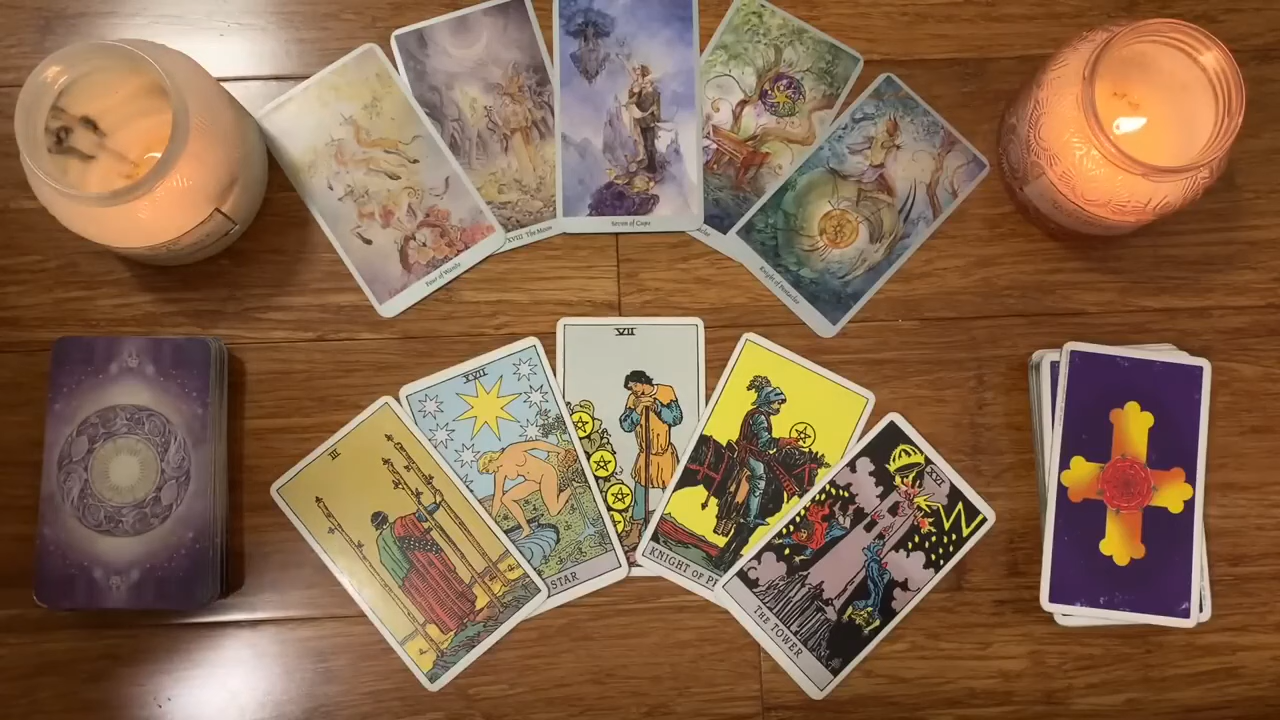 Four of Wands
XVIII The Moon
Seven of Cups
Knight of Pentacles
III
XVII
STAR
VII
KNIGHT OF PE
XVI
THE TOWER